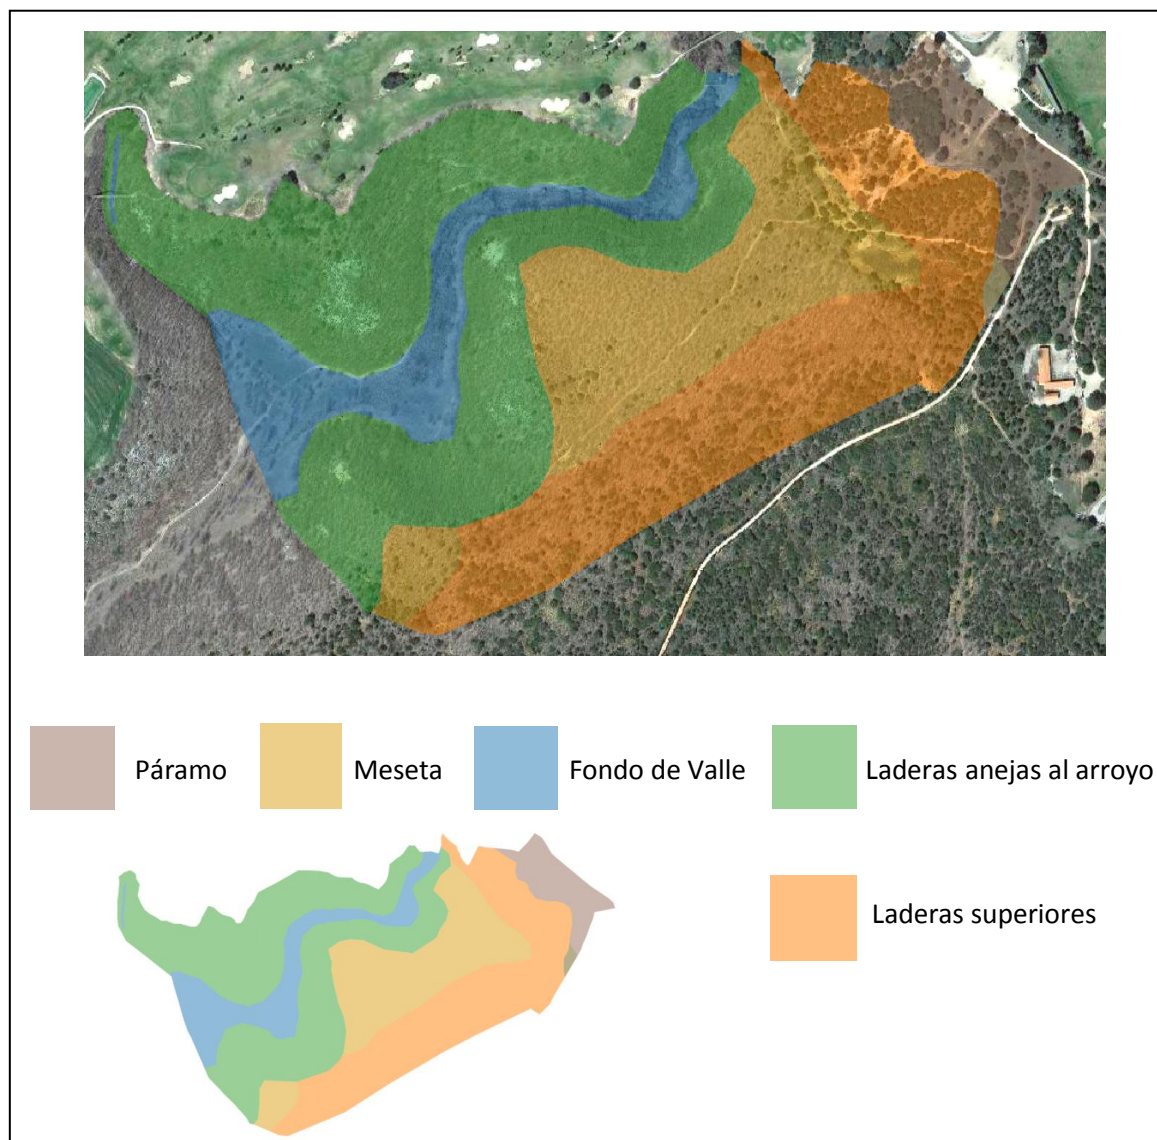 Páramo
Meseta
Fondo de Valle
Laderas anejas al arroyo
Laderas superiores